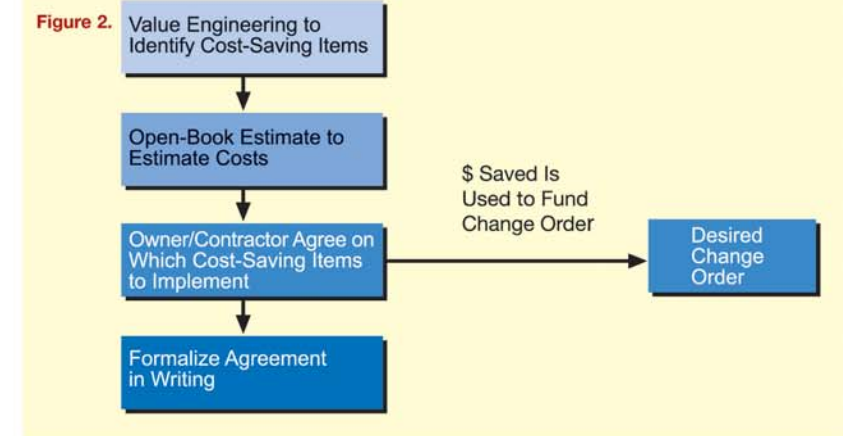 Figure 2.
Value Engineering to
Identify Cost-Saving Items
Open-Book Estimate to
Estimate Costs
Owner/Contractor Agree on
Which Cost-Saving Items
to Implement
$ Saved Is
Used to Fund
Change Order
Desired
Change
Order
Formalize Agreement
in Writing